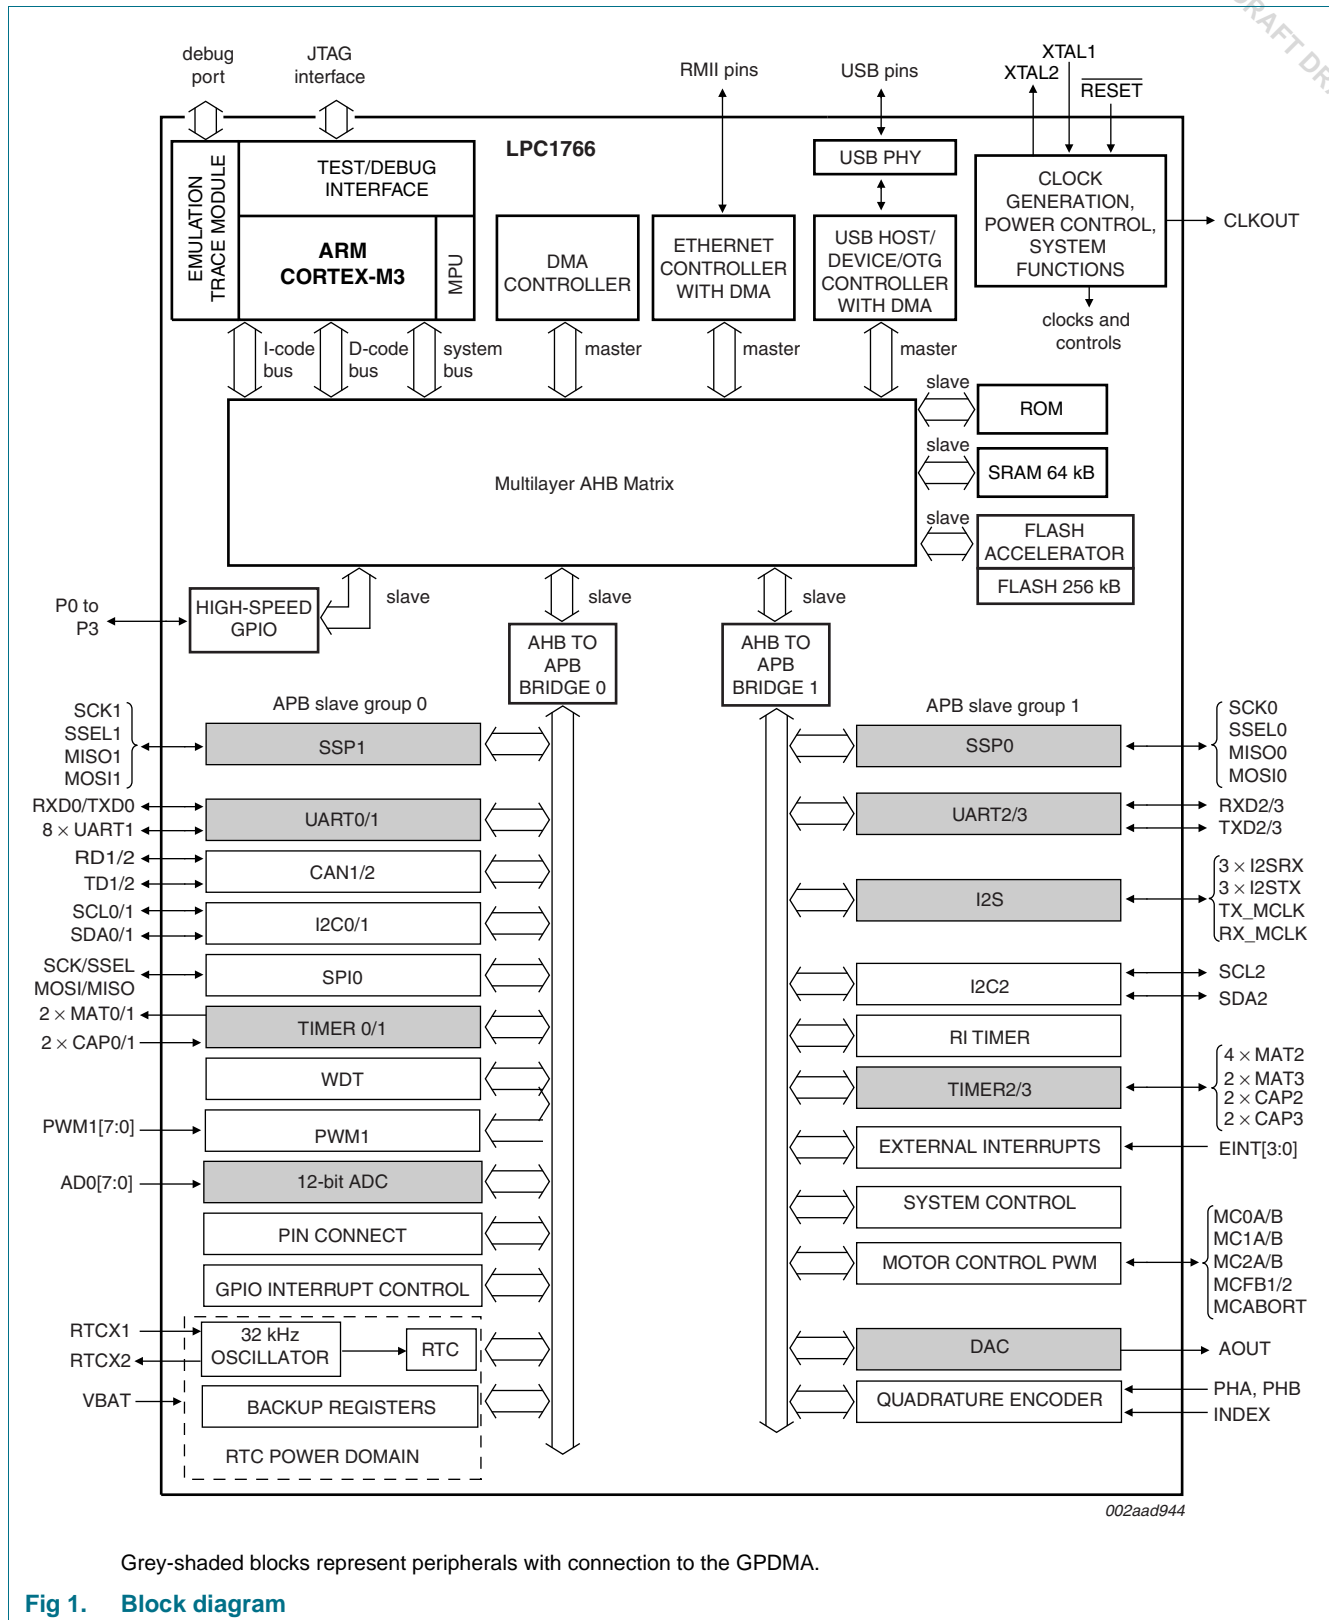 DRAFT DR
debug
port
JTAG
interface
RMII pins
USB pins
XTAL1
XTAL2
RESET
LPC1766
EMULATION
TRACE MODULE
TEST/DEBUG
INTERFACE
ARM
CORTEX-M3
MPU
DMA
CONTROLLER
ETHERNET
CONTROLLER
WITH DMA
USB PHY
USB HOST/
DEVICE/OTG
CONTROLLER
WITH DMA
CLOCK
GENERATION,
POWER CONTROL,
SYSTEM
FUNCTIONS
CLKOUT
clocks and
controls
I-code
bus
D-code
bus
system
bus
master
master
master
slave
ROM
slave
SRAM 64 kB
slave
FLASH
ACCELERATOR
FLASH 256 kB
Multilayer AHB Matrix
P0 to
P3
HIGH-SPEED
GPIO
slave
slave
slave
AHB TO
APB
BRIDGE 0
AHB TO
APB
BRIDGE 1
APB slave group 0
APB slave group 1
SCK1
SSEL1
MISO1
MOSI1
SSP1
RXD0/TXD0
8 × UART1
UART0/1
RD1/2
TD1/2
CAN1/2
SCL0/1
SDA0/1
I2C0/1
SCK/SSEL
MOSI/MISO
SPI0
2 × MAT0/1
2 × CAP0/1
TIMER 0/1
WDT
PWM1[7:0]
PWM1
AD0[7:0]
12-bit ADC
PIN CONNECT
GPIO INTERRUPT CONTROL
RTCX1
RTCX2
32 kHz
OSCILLATOR
RTC
VBAT
BACKUP REGISTERS
RTC POWER DOMAIN
SSP0
SCK0
SSEL0
MISO0
MOSI0
UART2/3
RXD2/3
TXD2/3
I2S
3 × I2SRX
3 × I2STX
TX_MCLK
RX_MCLK
I2C2
SCL2
SDA2
RI TIMER
TIMER2/3
4 × MAT2
2 × MAT3
2 × CAP2
2 × CAP3
EXTERNAL INTERRUPTS
EINT[3:0]
SYSTEM CONTROL
MOTOR CONTROL PWM
MC0A/B
MC1A/B
MC2A/B
MCFB1/2
MCABORT
DAC
AOUT
QUADRATURE ENCODER
PHA, PHB
INDEX
002aad944
Grey-shaded blocks represent peripherals with connection to the GPDMA.
Fig 1. Block diagram